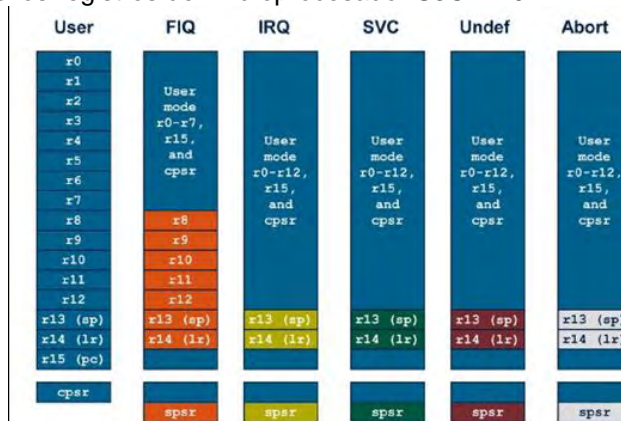 User
r0
r1
r2
r3
r4
r5
r6
r7
r8
r9
r10
r11
r12
r13 (sp)
r14 (lr)
r15 (pc)
cpsr
FIQ
User
mode
r0-r7,
r15,
and
cpsr
r8
r9
r10
r11
r12
r13 (sp)
r14 (lr)
spsr
IRQ
User
mode
r0-r12,
r15,
and
cpsr
r13 (sp)
r14 (lr)
spsr
SVC
User
mode
r0-r12,
r15,
and
cpsr
r13 (sp)
r14 (lr)
spsr
Undef
User
mode
r0-r12,
r15,
and
cpsr
r13 (sp)
r14 (lr)
spsr
Abort
User
mode
r0-r12,
r15,
and
cpsr
r13 (sp)
r14 (lr)
spsr